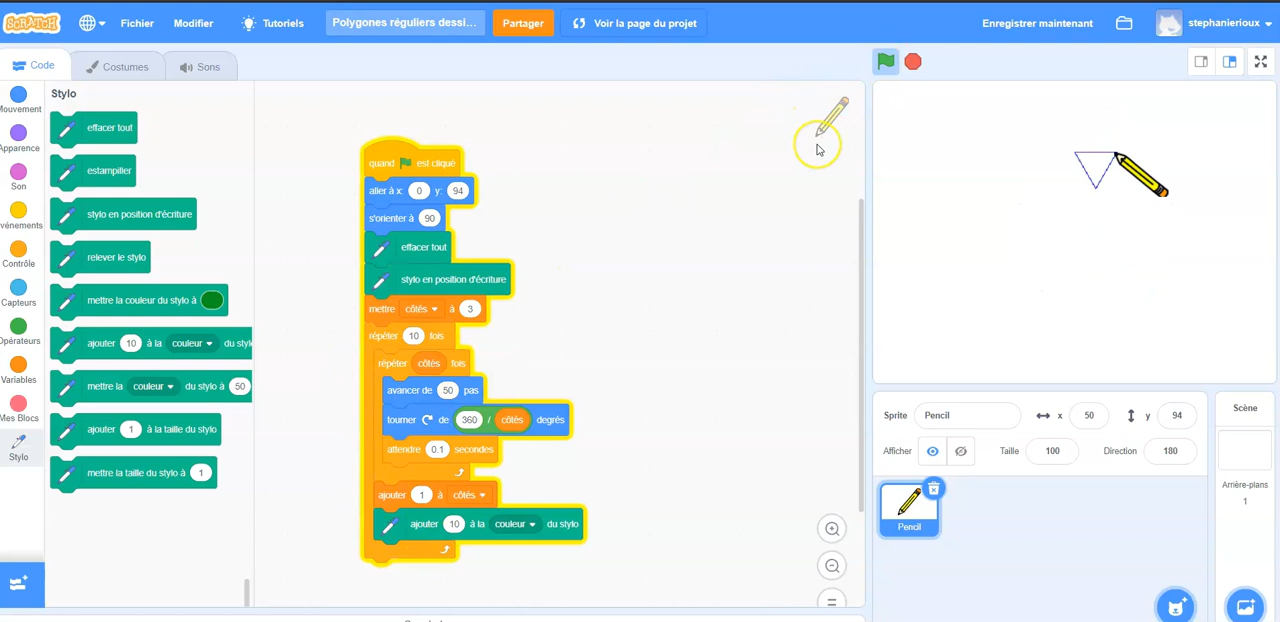 SCRATCH Fichier Modifier Tutoriels Polygones réguliers dessi... Partager Voir la page du projet Enregistrer maintenant stephanierioux
Code Costumes Sons
Stylo
Mouvement
Apparence
Son
Événements
Contrôle
Capteurs
Opérateurs
Variables
Mes Blocs
Stylo
effacer tout
estampiller
stylo en position d'écriture
relever le stylo
mettre la couleur du stylo à
ajouter 10 à la couleur du style
mettre la couleur du stylo à 50
ajouter 1 à la taille du stylo
mettre la taille du stylo à 1
quand est cliqué
aller à x: 0 y: 94
s'orienter à 90
effacer tout
stylo en position d'écriture
mettre côtés à 3
répéter 10 fois
répéter côtés fois
avancer de 50 pas
tourner de 360 / côtés degrés
attendre 0.1 secondes
ajouter 1 à côtés
ajouter 10 à la couleur du stylo
Sprite Pencil x 50 y 94
Afficher Taille 100 Direction 180
Pencil
Scène
Arrière-plans
1